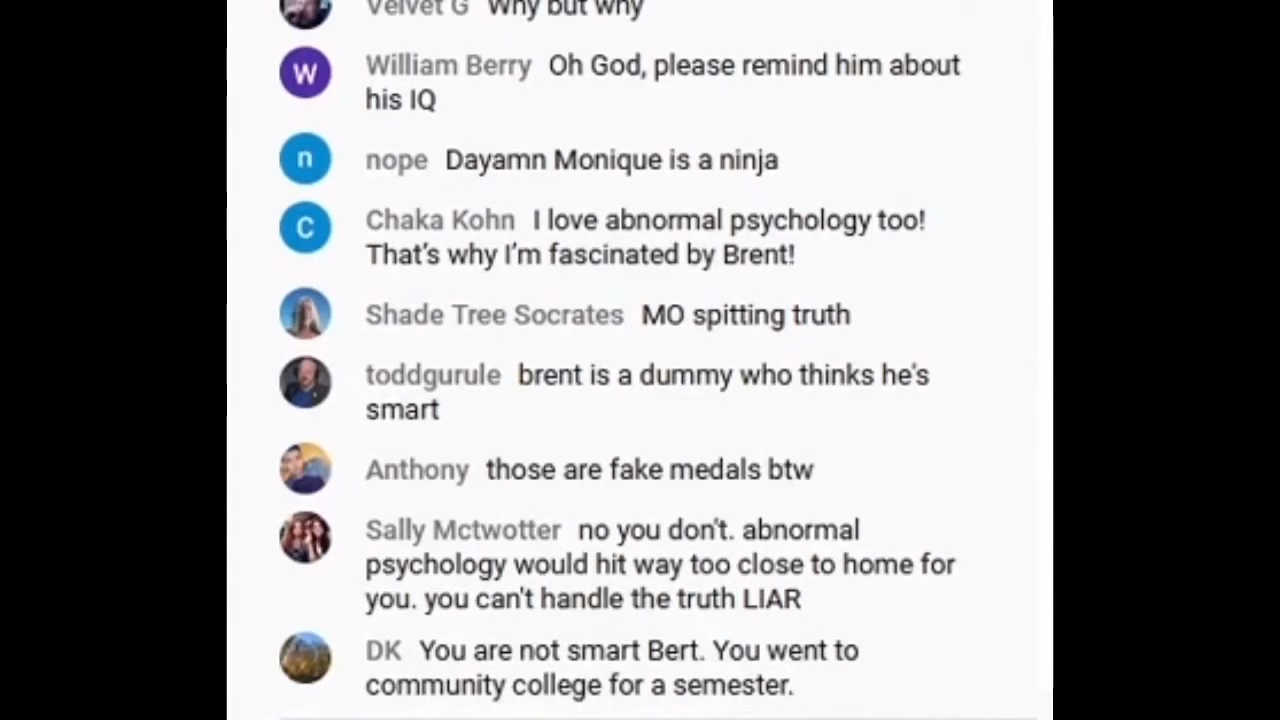 Velvet G Why but why
W William Berry Oh God, please remind him about
his IQ
n nope Dayamn Monique is a ninja
C Chaka Kohn I love abnormal psychology too!
That's why I'm fascinated by Brent!
Shade Tree Socrates MO spitting truth
toddgurule brent is a dummy who thinks he's
smart
Anthony those are fake medals btw
Sally Mctwotter no you don't. abnormal
psychology would hit way too close to home for
you. you can't handle the truth LIAR
DK You are not smart Bert. You went to
community college for a semester.